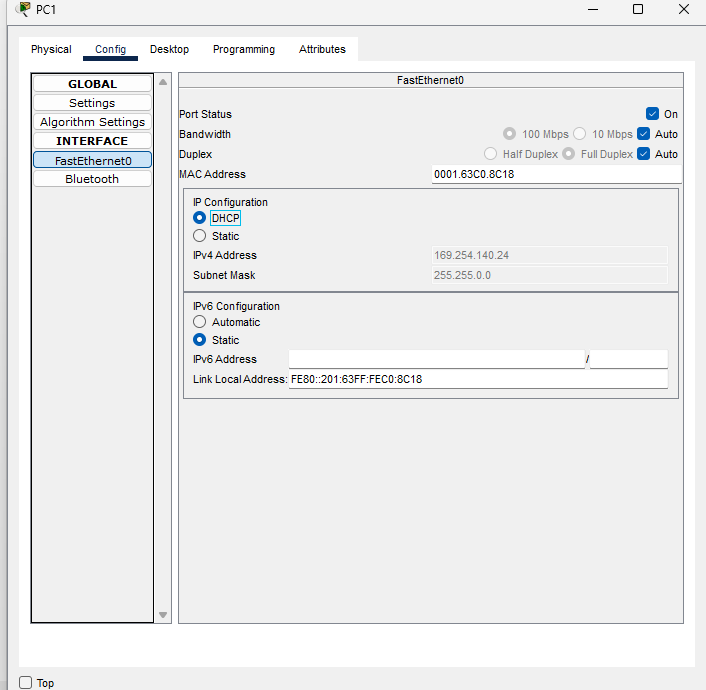 PC1
Physical Config Desktop Programming Attributes
GLOBAL
Settings
Algorithm Settings
INTERFACE
FastEthernet0
Bluetooth
FastEthernet0
Port Status On
Bandwidth 100 Mbps 10 Mbps Auto
Duplex Half Duplex Full Duplex Auto
MAC Address 0001.63C0.8C18
IP Configuration
DHCP
Static
IPv4 Address 169.254.140.24
Subnet Mask 255.255.0.0
IPv6 Configuration
Automatic
Static
IPv6 Address /
Link Local Address: FE80::201:63FF:FEC0:8C18
Top